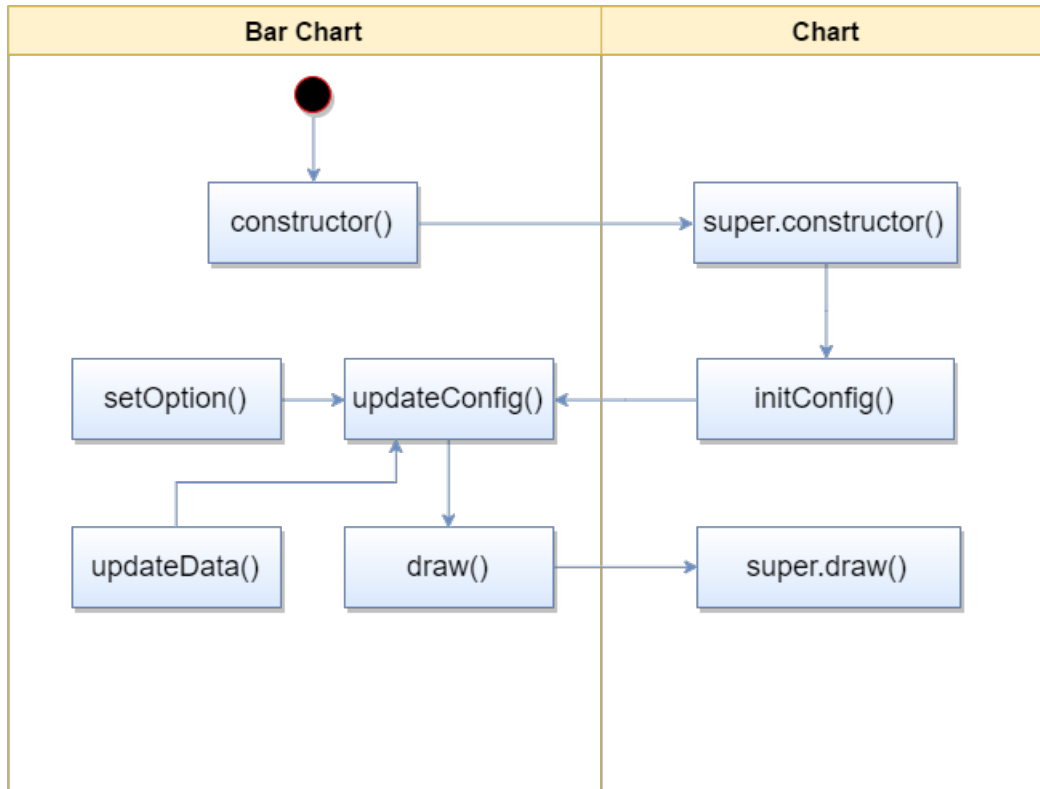 Bar Chart
Chart
constructor()
super.constructor()
setOption()
updateConfig()
initConfig()
updateData()
draw()
super.draw()